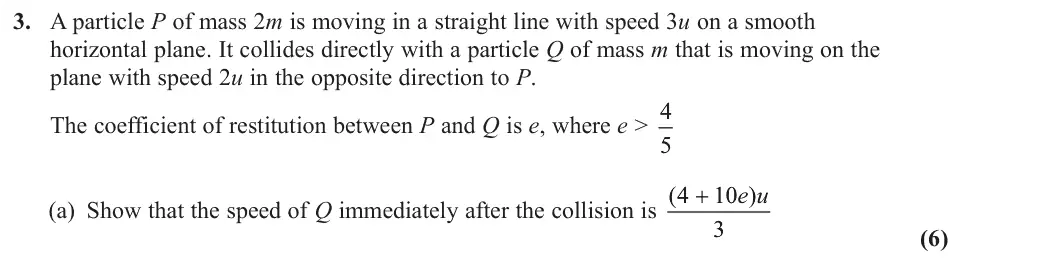 3. A particle P of mass 2m is moving in a straight line with speed 3u on a smooth
horizontal plane. It collides directly with a particle Q of mass m that is moving on the
plane with speed 2u in the opposite direction to P.
The coefficient of restitution between P and Q is e, where e > 4/5
(a) Show that the speed of Q immediately after the collision is (4 + 10e)u/3
(6)